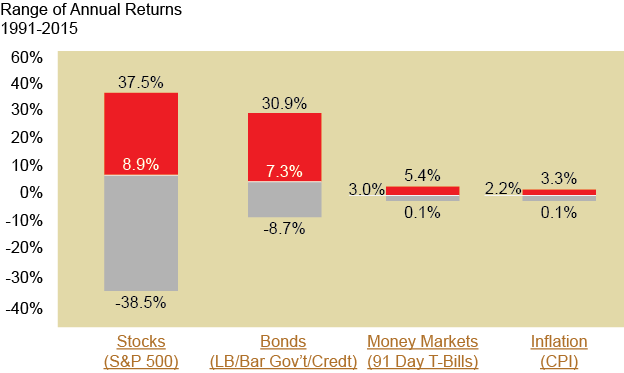 Range of Annual Returns
1991-2015
60%
40%
30%
20%
10%
0%
-10%
-20%
-30%
-40%
37.5%
8.9%
-38.5%
30.9%
7.3%
-8.7%
5.4%
3.0%
0.1%
3.3%
2.2%
0.1%
Stocks
(S&P 500)
Bonds
(LB/Bar Gov't/Credt)
Money Markets
(91 Day T-Bills)
Inflation
(CPI)